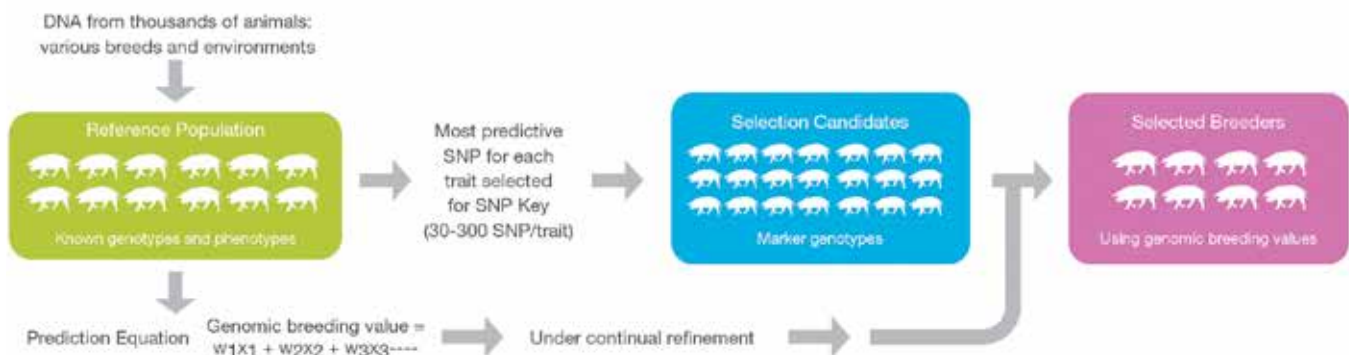 DNA from thousands of animals:
various breeds and environments
Reference Population
Known genotypes and phenotypes
Most predictive
SNP for each
trait selected
for SNP Key
(30-300 SNP/trait)
Selection Candidates
Marker genotypes
Selected Breeders
Using genomic breeding values
Prediction Equation
Genomic breeding value =
W1X1 + W2X2 + W3X3----
Under continual refinement